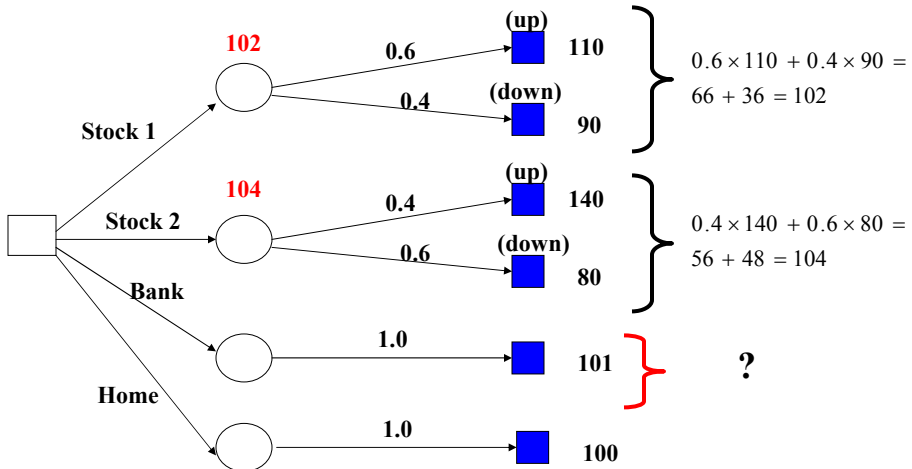 (up)
102
0.6
110
0.6 × 110 + 0.4 × 90 =
66 + 36 = 102
(down)
0.4
90
Stock 1
(up)
104
0.4
140
0.4 × 140 + 0.6 × 80 =
56 + 48 = 104
Stock 2
(down)
0.6
80
Bank
1.0
101
?
Home
1.0
100